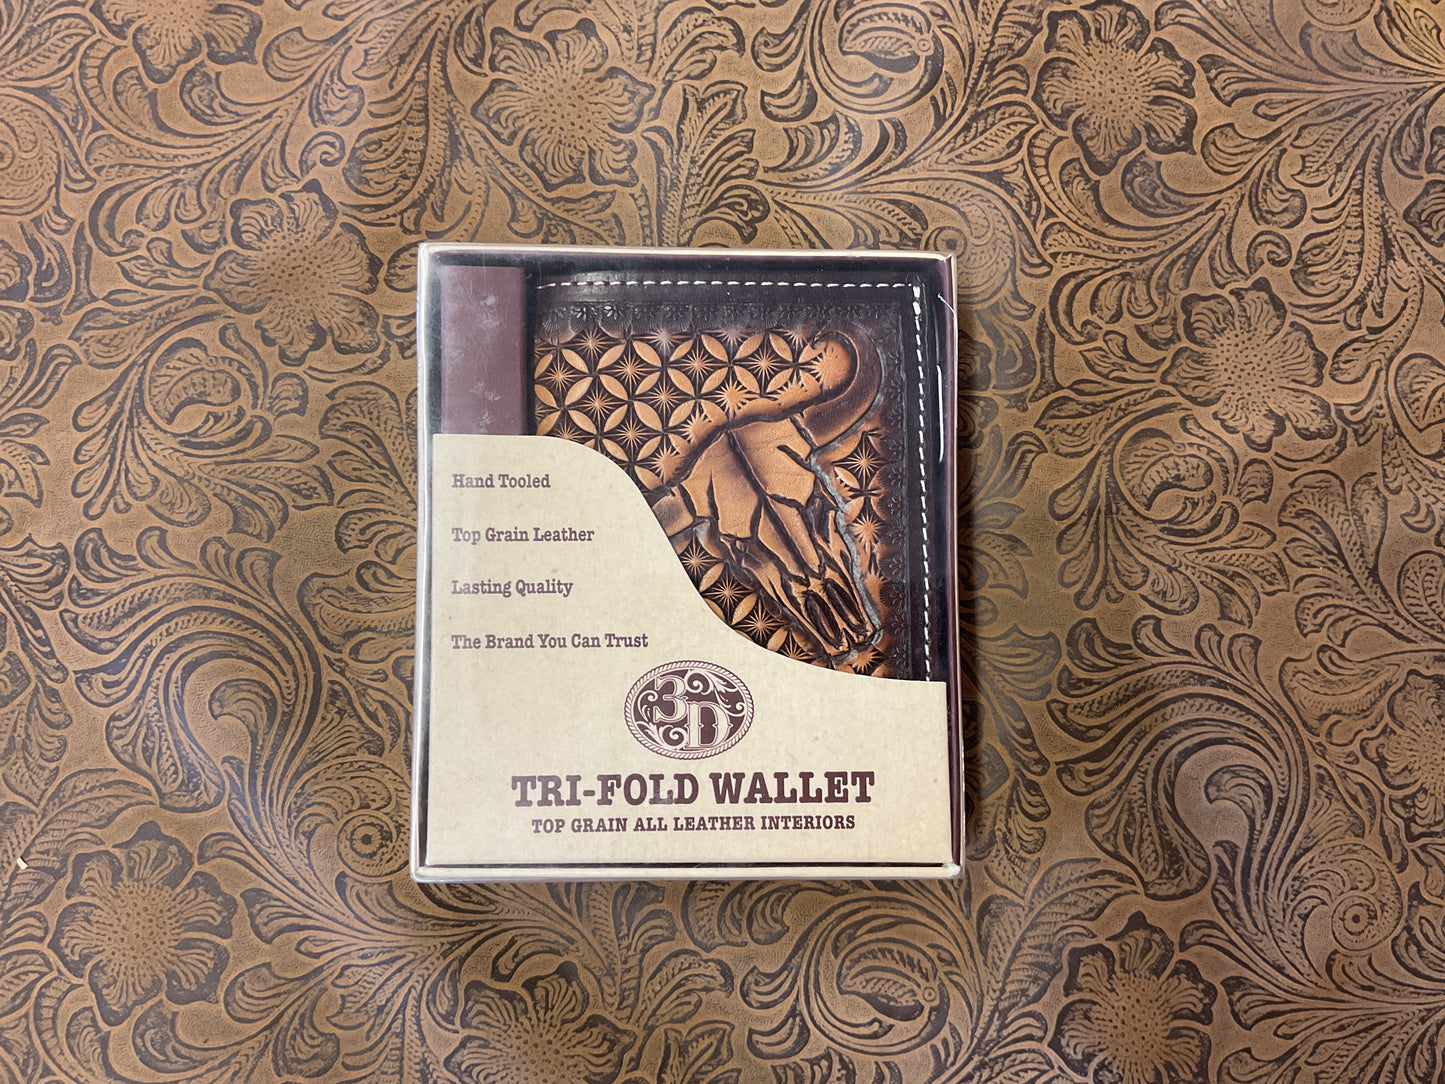 Hand Tooled
Top Grain Leather
Lasting Quality
The Brand You Can Trust
3D
TRI-FOLD WALLET
TOP GRAIN ALL LEATHER INTERIORS